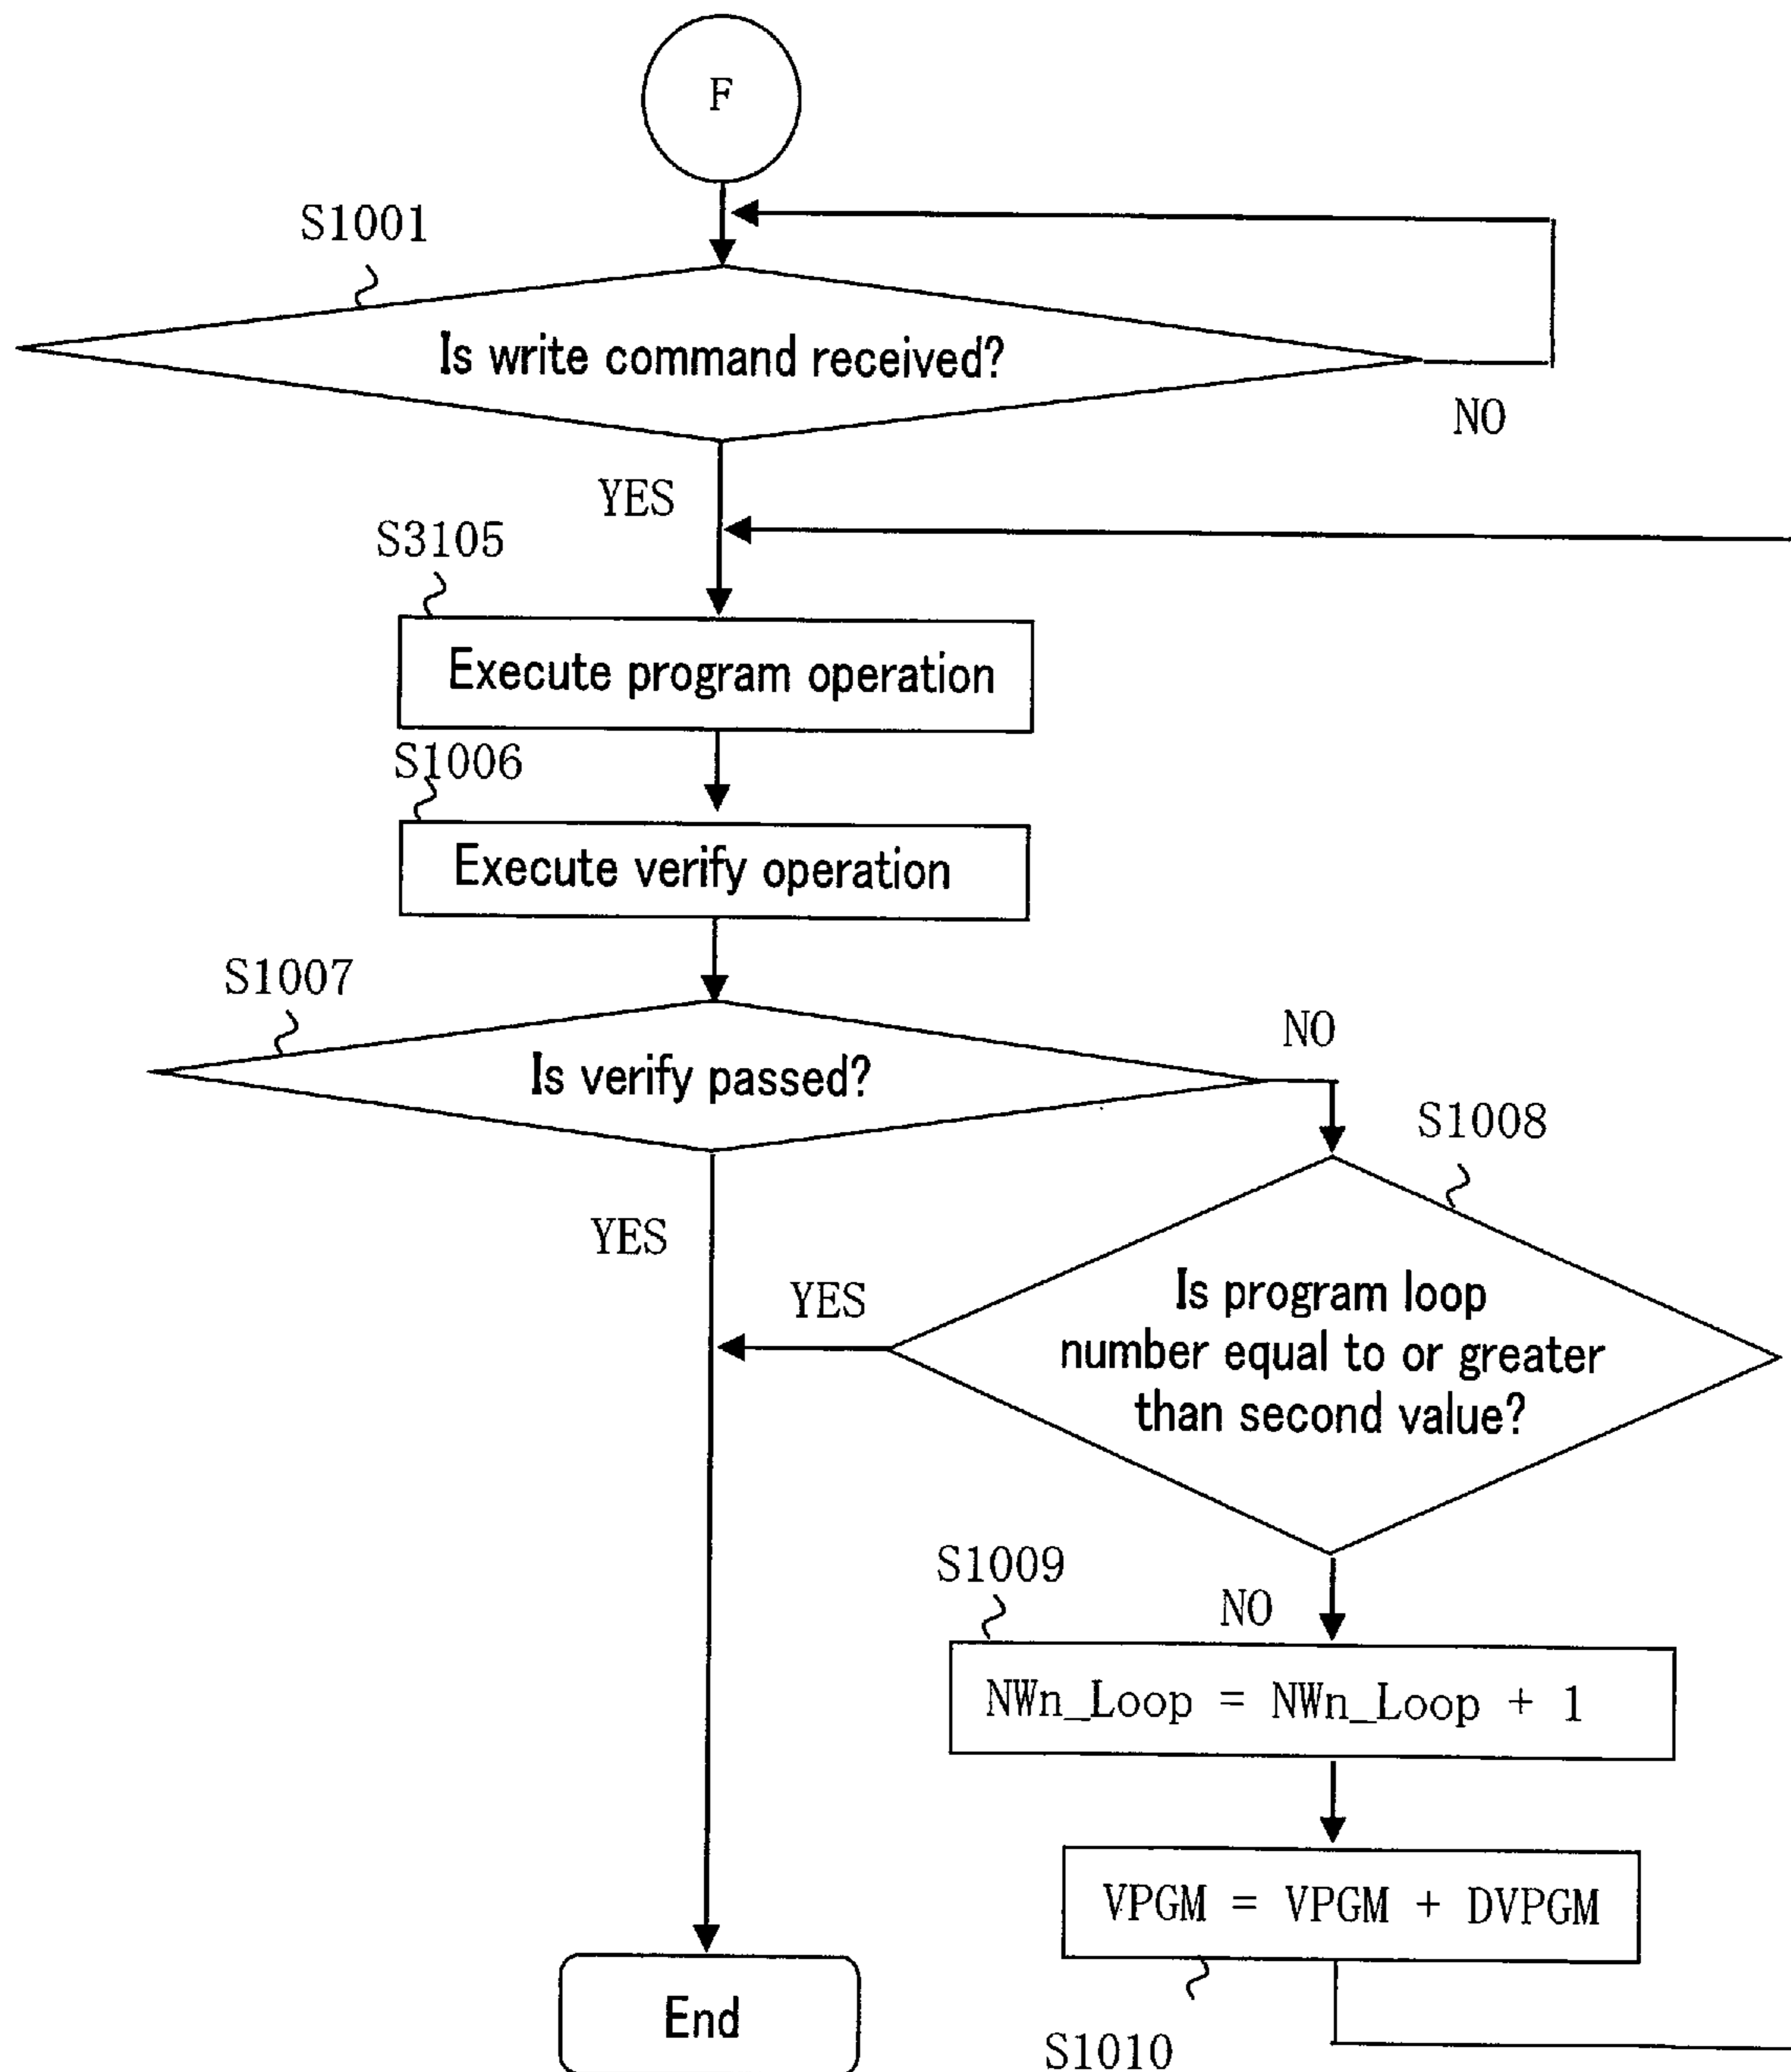 F
S1001
Is write command received?
NO
YES
S3105
Execute program operation
S1006
Execute verify operation
S1007
Is verify passed?
NO
S1008
YES
YES
Is program loop
number equal to or greater
than second value?
S1009
NO
NWn_Loop = NWn_Loop + 1
VPGM = VPGM + DVPGM
End
S1010